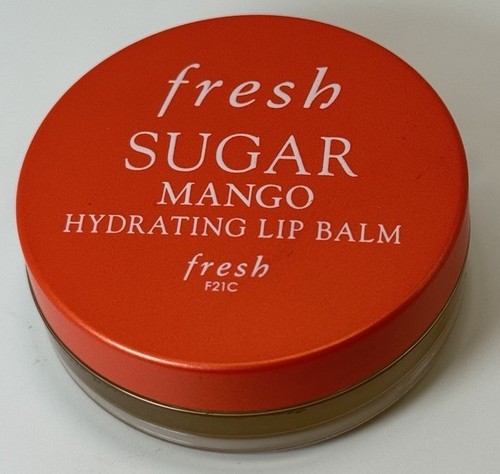 fresh
SUGAR
MANGO
HYDRATING LIP BALM
fresh
F21C